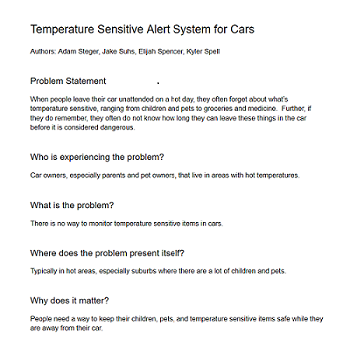 Temperature Sensitive Alert System for Cars
Authors: Adam Steger, Jake Suhs, Elijah Spencer, Kyler Spell
Problem Statement
When people leave their car unattended on a hot day, they often forget about what's
temperature sensitive, ranging from children and pets to groceries and medicine. Further, if
they do remember, they often do not know how long they can leave these things in the car
before it is considered dangerous.
Who is experiencing the problem?
Car owners, especially parents and pet owners, that live in areas with hot temperatures.
What is the problem?
There is no way to monitor temperature sensitive items in cars.
Where does the problem present itself?
Typically in hot areas, especially suburbs where there are a lot of children and pets.
Why does it matter?
People need a way to keep their children, pets, and temperature sensitive items safe while they
are away from their car.